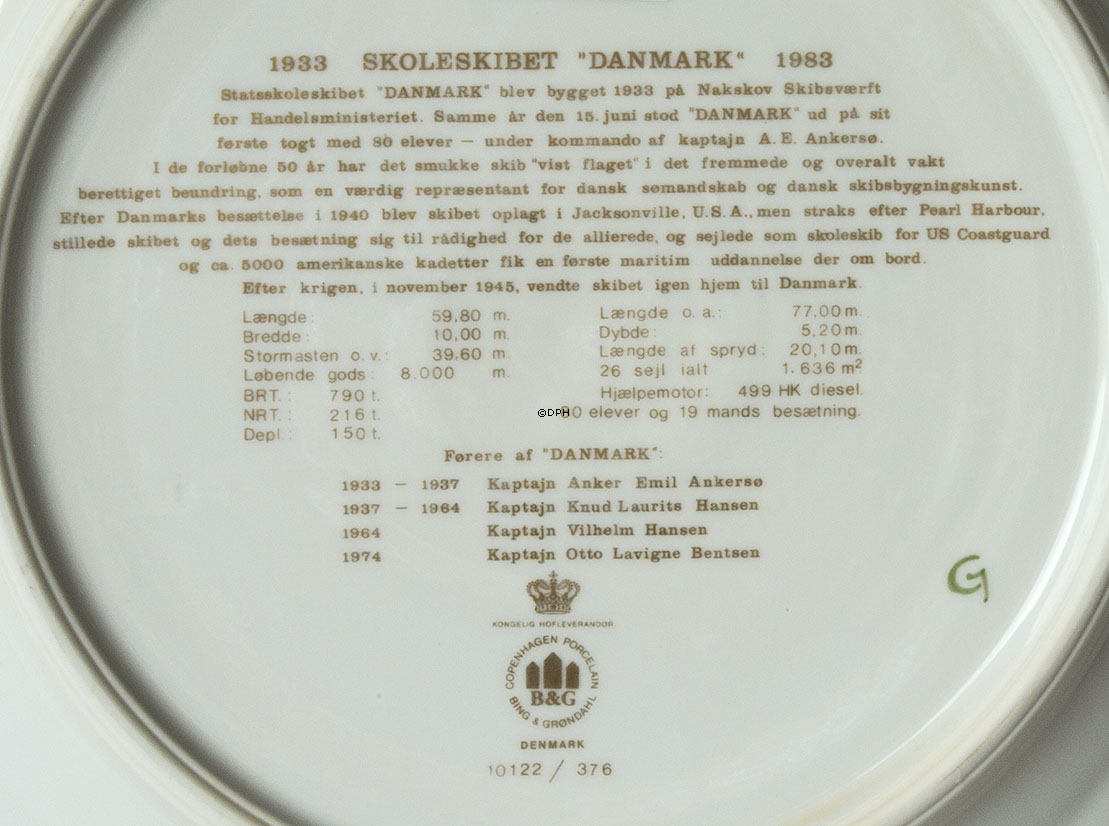 1933 SKOLESKIBET "DANMARK" 1983
Statsskoleskibet "DANMARK" blev bygget 1933 på Nakskov Skibsværft
for Handelsministeriet. Samme år den 15. juni stod "DANMARK" ud på sit
første togt med 80 elever – under kommando af kaptajn A. E. Ankersø.
I de forløbne 50 år har det smukke skib "vist flaget" i det fremmede og overalt vakt
berettiget beundring, som en værdig repræsentant for dansk sømandskab og dansk skibsbygningskunst.
Efter Danmarks besættelse i 1940 blev skibet oplagt i Jacksonville, U.S.A., men straks efter Pearl Harbour,
stillede skibet og dets besætning sig til rådighed for de allierede, og sejlede som skoleskib for US Coastguard
og ca. 5000 amerikanske kadetter fik en første maritim uddannelse der om bord.
Efter krigen, i november 1945, vendte skibet igen hjem til Danmark.
Længde: 59,80 m.
Bredde: 10,00 m.
Stormasten o. v.: 39,60 m.
Løbende gods: 8.000 m.
BRT.: 790 t.
NRT.: 216 t.
Depl.: 150 t.
Længde o. a.: 77,00 m.
Dybde: 5,20 m.
Længde af spryd: 20,10 m.
26 sejl ialt 1.636 m²
Hjælpemotor: 499 HK diesel.
©DPH
elever og 19 mands besætning.
Førere af "DANMARK":
1933 – 1937 Kaptajn Anker Emil Ankersø
1937 – 1964 Kaptajn Knud Laurits Hansen
1964 Kaptajn Vilhelm Hansen
1974 Kaptajn Otto Lavigne Bentsen
KONGELIG HOFLEVERANDØR
COPENHAGEN PORCELAIN
B&G
BING & GRØNDAHL
DENMARK
10122 / 376
G